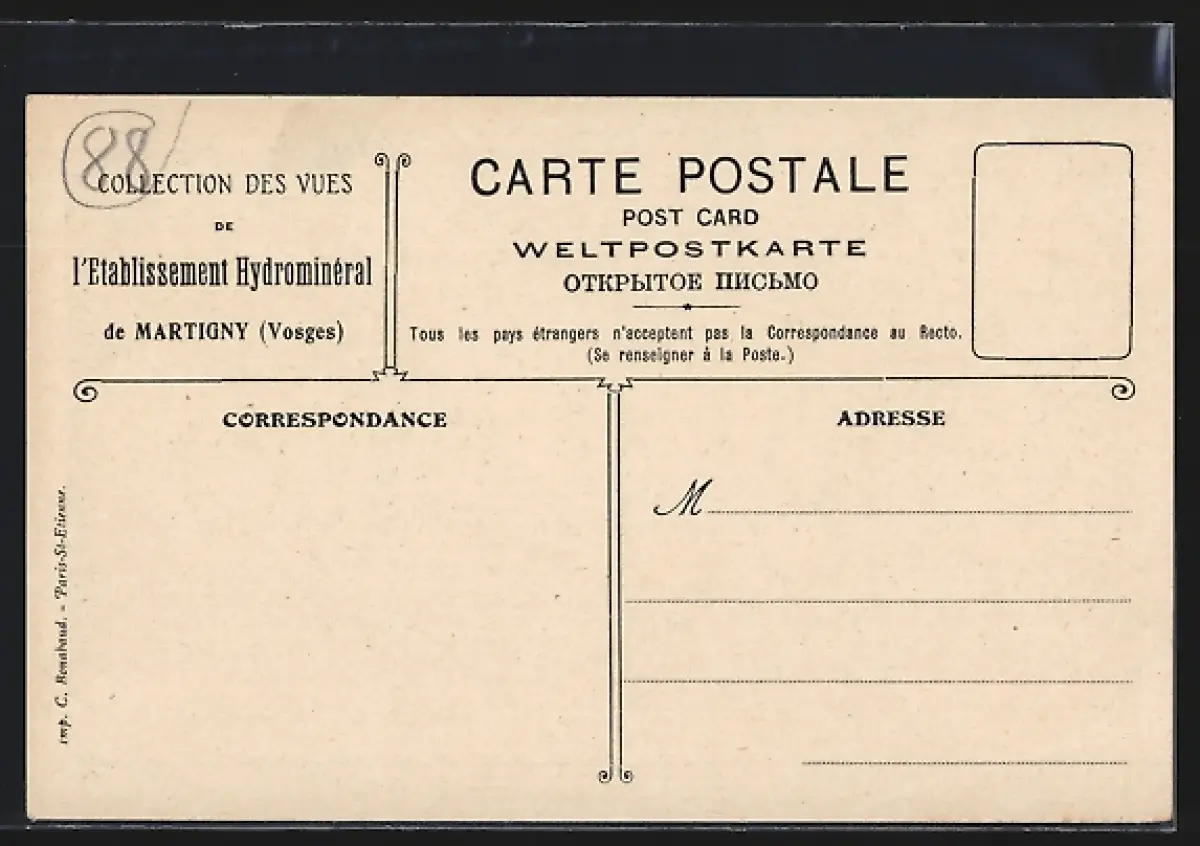 88
COLLECTION DES VUES
DE
l'Etablissement Hydrominéral
de MARTIGNY (Vosges)
CARTE POSTALE
POST CARD
WELTPOSTKARTE
ОТКРЫТОЕ ПИСЬМО
Tous les pays étrangers n'acceptent pas la Correspondance au Recto.
(Se renseigner à la Poste.)
CORRESPONDANCE
ADRESSE
M
Imp. C. Bonabaud. - Paris-St-Etienne.